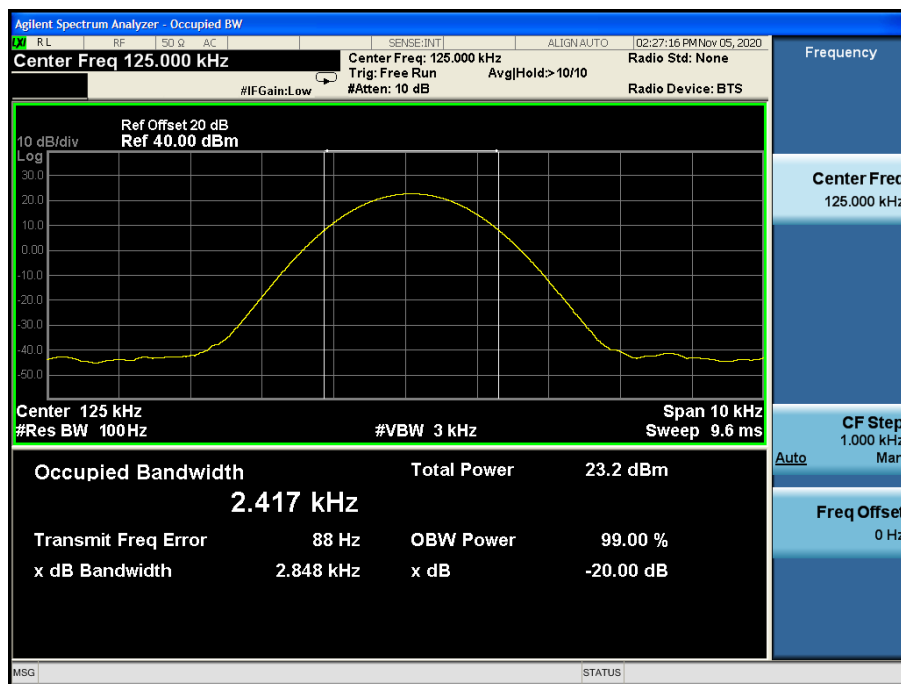 Agilent Spectrum Analyzer - Occupied BW
LXI RL RF 50 Ω AC SENSE:INT ALIGN AUTO 02:27:16 PM Nov 05, 2020
Center Freq 125.000 kHz
Center Freq: 125.000 kHz
Radio Std: None
Trig: Free Run Avg|Hold:> 10/10
#IFGain:Low
#Atten: 10 dB
Radio Device: BTS
Ref Offset 20 dB
10 dB/div Ref 40.00 dBm
Log
30.0
20.0
10.0
0.00
-10.0
-20.0
-30.0
-40.0
-50.0
Center 125 kHz Span 10 kHz
#Res BW 100 Hz #VBW 3 kHz Sweep 9.6 ms
Occupied Bandwidth Total Power 23.2 dBm
2.417 kHz
Transmit Freq Error 88 Hz OBW Power 99.00 %
x dB Bandwidth 2.848 kHz x dB -20.00 dB
Frequency
Center Freq
125.000 kHz
CF Step
1.000 kHz
Auto Man
Freq Offset
0 Hz
MSG STATUS